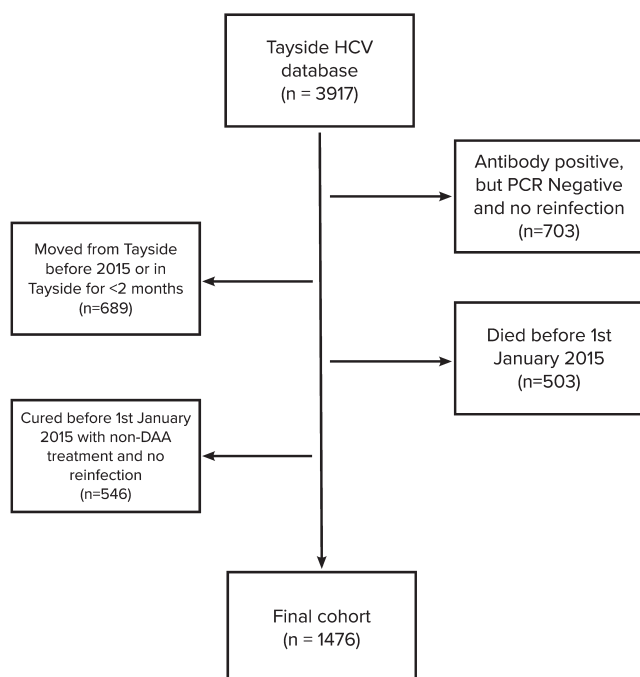 Tayside HCV
database
(n = 3917)
Antibody positive,
but PCR Negative
and no reinfection
(n=703)
Moved from Tayside
before 2015 or in
Tayside for <2 months
(n=689)
Died before 1st
January 2015
(n=503)
Cured before 1st January
2015 with non-DAA
treatment and no
reinfection
(n=546)
Final cohort
(n = 1476)